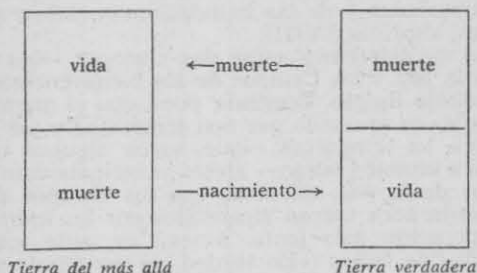 vida ←muerte— muerte
muerte —nacimiento→ vida
Tierra del más allá Tierra verdadera